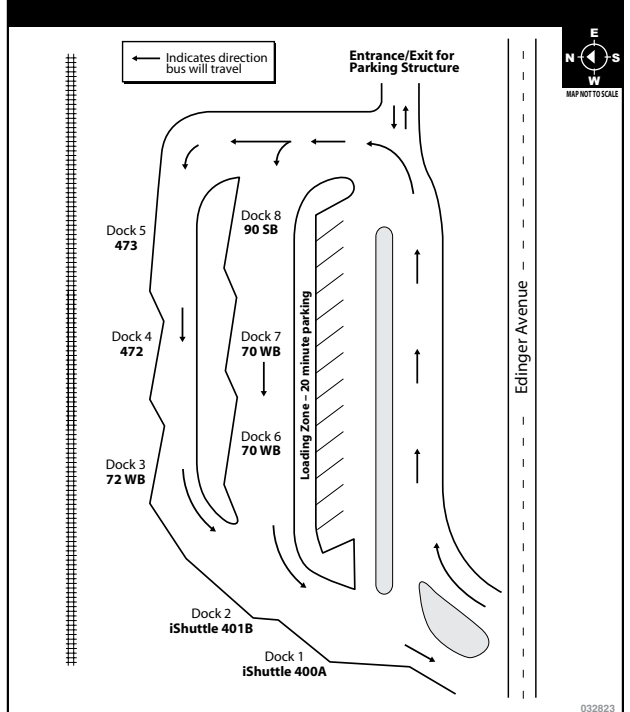 Indicates direction
bus will travel
Entrance/Exit for
Parking Structure
E
N
S
W
MAP NOT TO SCALE
Dock 5
473
Dock 8
90 SB
Dock 4
472
Dock 7
70 WB
Dock 6
70 WB
Dock 3
72 WB
Loading Zone – 20 minute parking
Edinger Avenue
Dock 2
iShuttle 401B
Dock 1
iShuttle 400A
032823